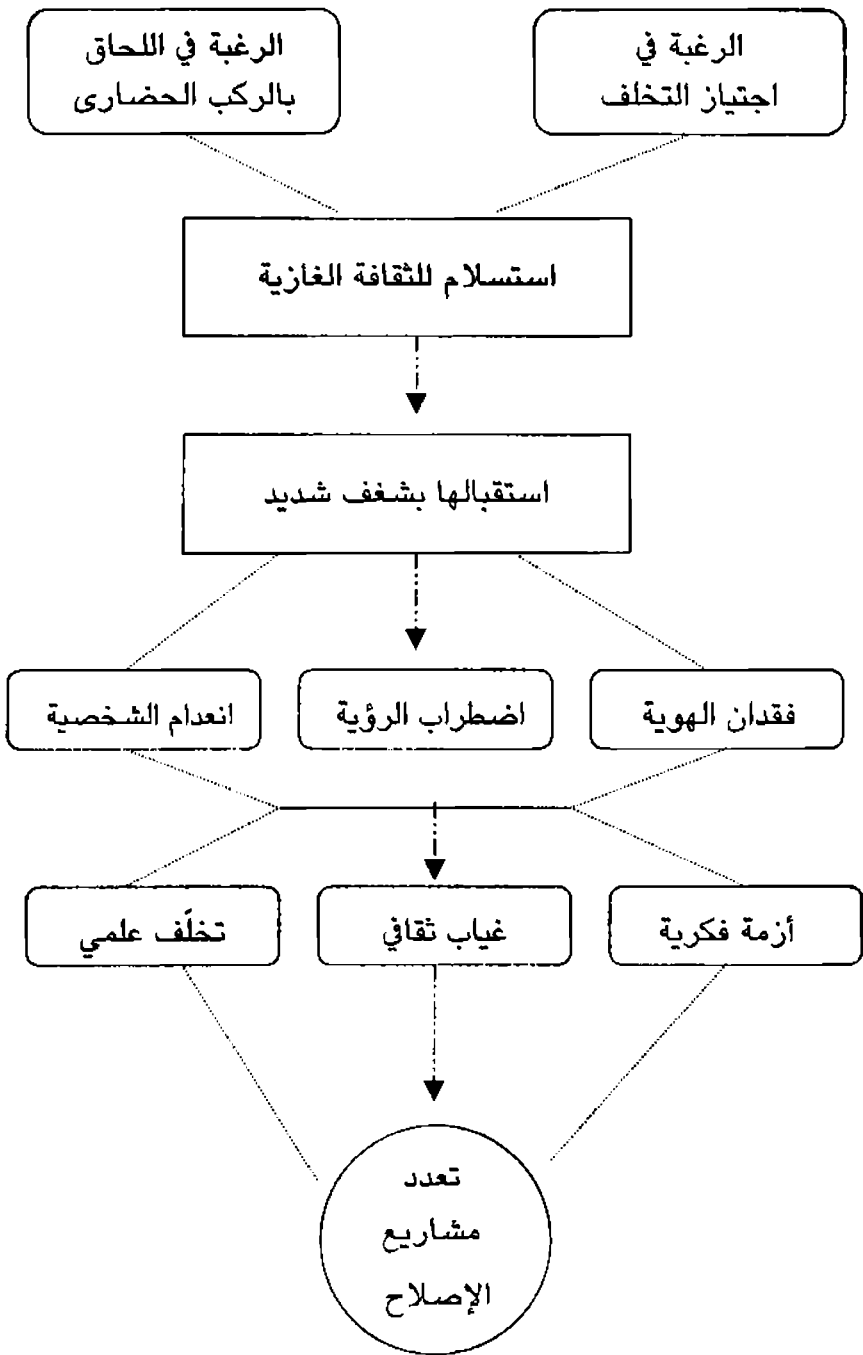 الرغبة في
اجتياز التخلف
الرغبة في اللحاق
بالركب الحضارى
استسلام للثقافة الغازية
استقبالها بشغف شديد
فقدان الهوية
اضطراب الرؤية
انعدام الشخصية
أزمة فكرية
غياب ثقافي
تخلّف علمي
تعدد
مشاريع
الإصلاح